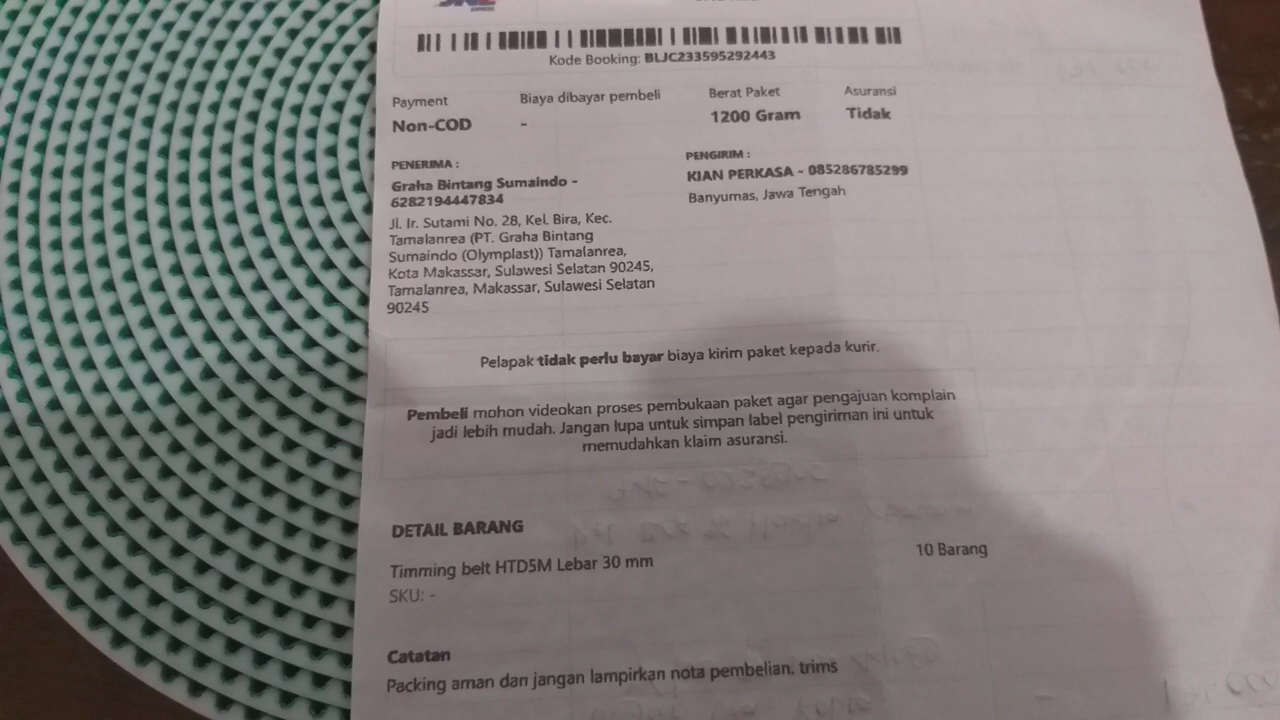 Kode Booking: BLJC233595292443
Payment
Non-COD
Biaya dibayar pembeli
-
Berat Paket
1200 Gram
Asuransi
Tidak
PENERIMA :
Graha Bintang Sumaindo -
6282194447834
Jl. Ir. Sutami No. 28, Kel. Bira, Kec.
Tamalanrea (PT. Graha Bintang
Sumaindo (Olymplast)) Tamalanrea,
Kota Makassar, Sulawesi Selatan 90245,
Tamalanrea, Makassar, Sulawesi Selatan
90245
PENGIRIM :
KIAN PERKASA - 085286785299
Banyumas, Jawa Tengah
Pelapak tidak perlu bayar biaya kirim paket kepada kurir.
Pembeli mohon videokan proses pembukaan paket agar pengajuan komplain
jadi lebih mudah. Jangan lupa untuk simpan label pengiriman ini untuk
memudahkan klaim asuransi.
DETAIL BARANG
Timming belt HTD5M Lebar 30 mm
10 Barang
SKU: -
Catatan
Packing aman dan jangan lampirkan nota pembelian. trims